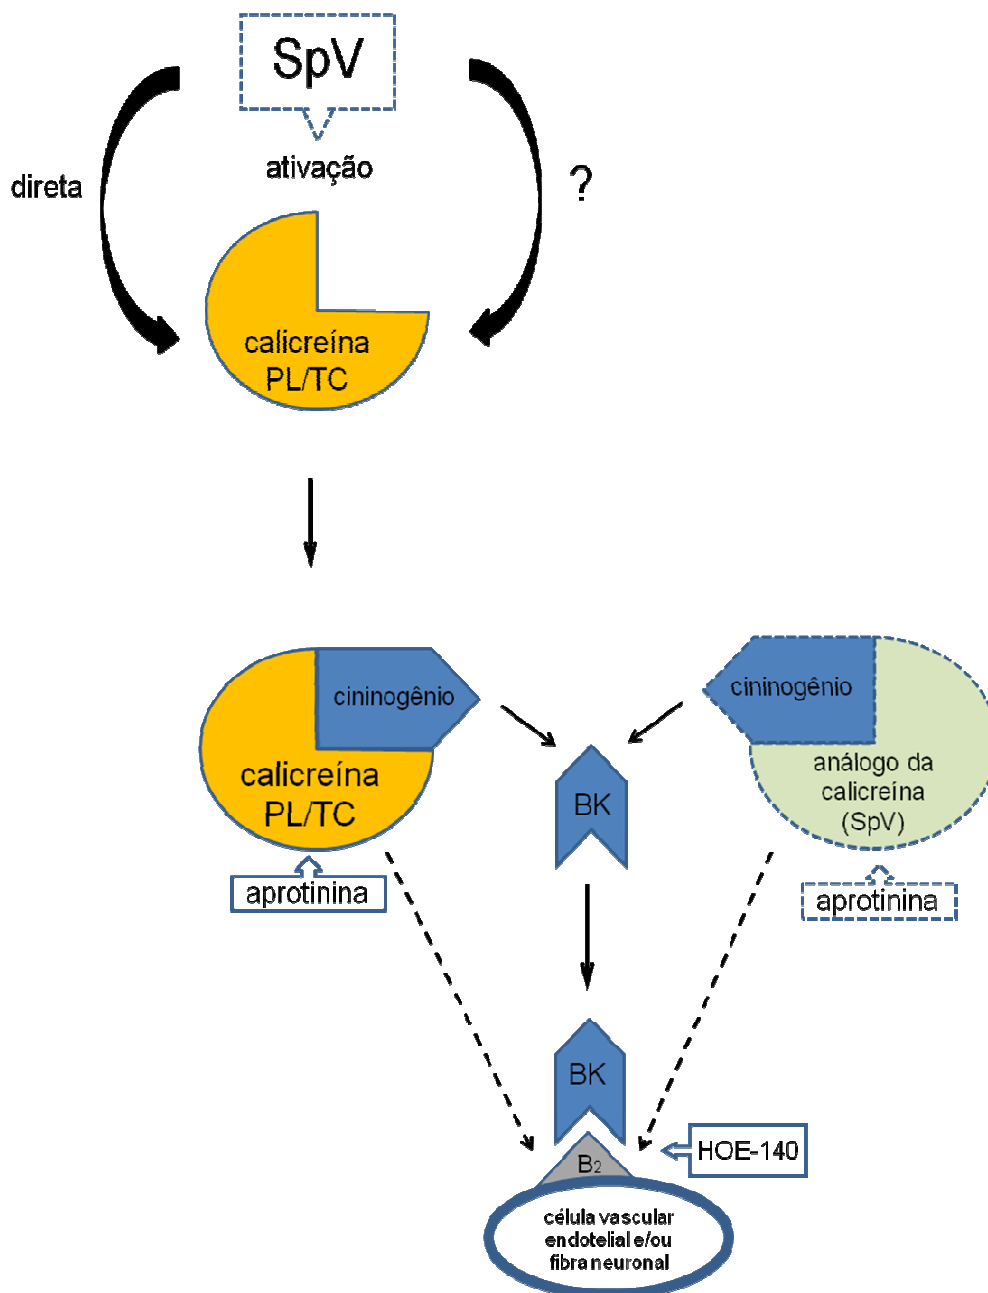 SpV
ativação
direta
?
calicreína
PL/TC
cininogênio
calicreína
PL/TC
aprotinina
BK
cininogênio
análogo da
calicreína
(SpV)
aprotinina
BK
B₂
HOE-140
célula vascular
endotelial e/ou
fibra neuronal